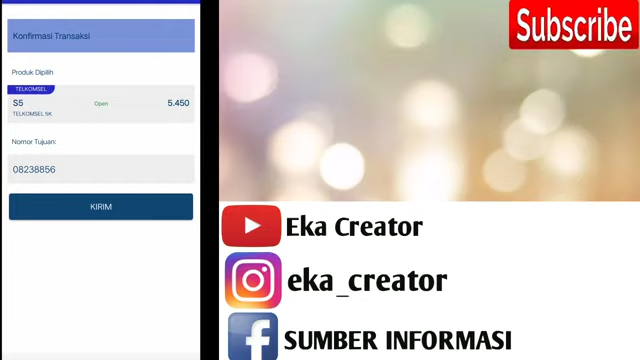 Konfirmasi Transaksi
Produk Dipilih
TELKOMSEL
S5 Open 5.450
TELKOMSEL 5K
Nomor Tujuan:
08238856
KIRIM
Subscribe
Eka Creator
eka_creator
SUMBER INFORMASI